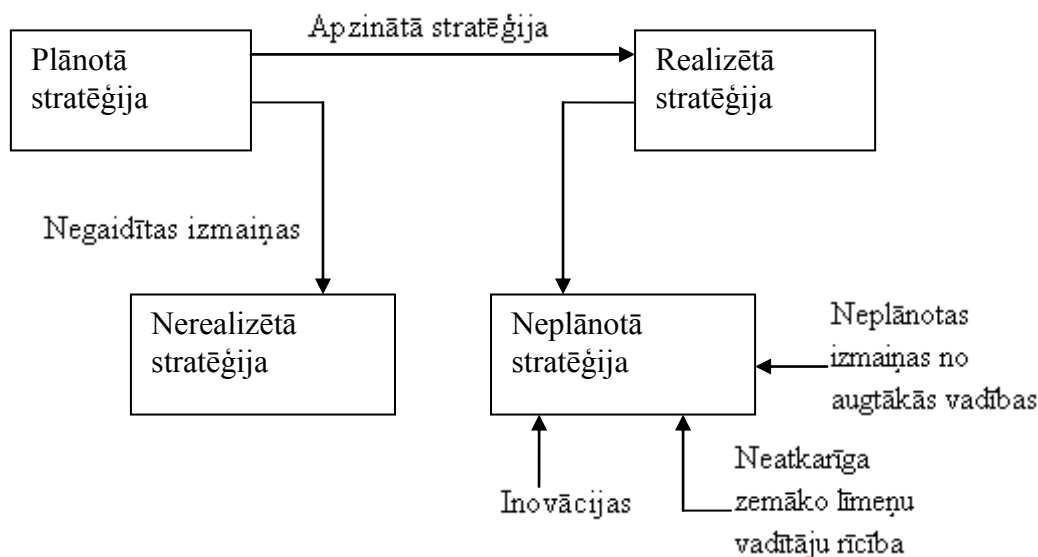 Apzinātā stratēģija
Plānotā
stratēģija
Realizētā
stratēģija
Negaidītas izmaiņas
Nerealizētā
stratēģija
Neplānotā
stratēģija
Neplānotas
izmaiņas no
augtākās vadības
Inovācijas
Neatkarīga
zemāko līmeņu
vadītāju rīcība